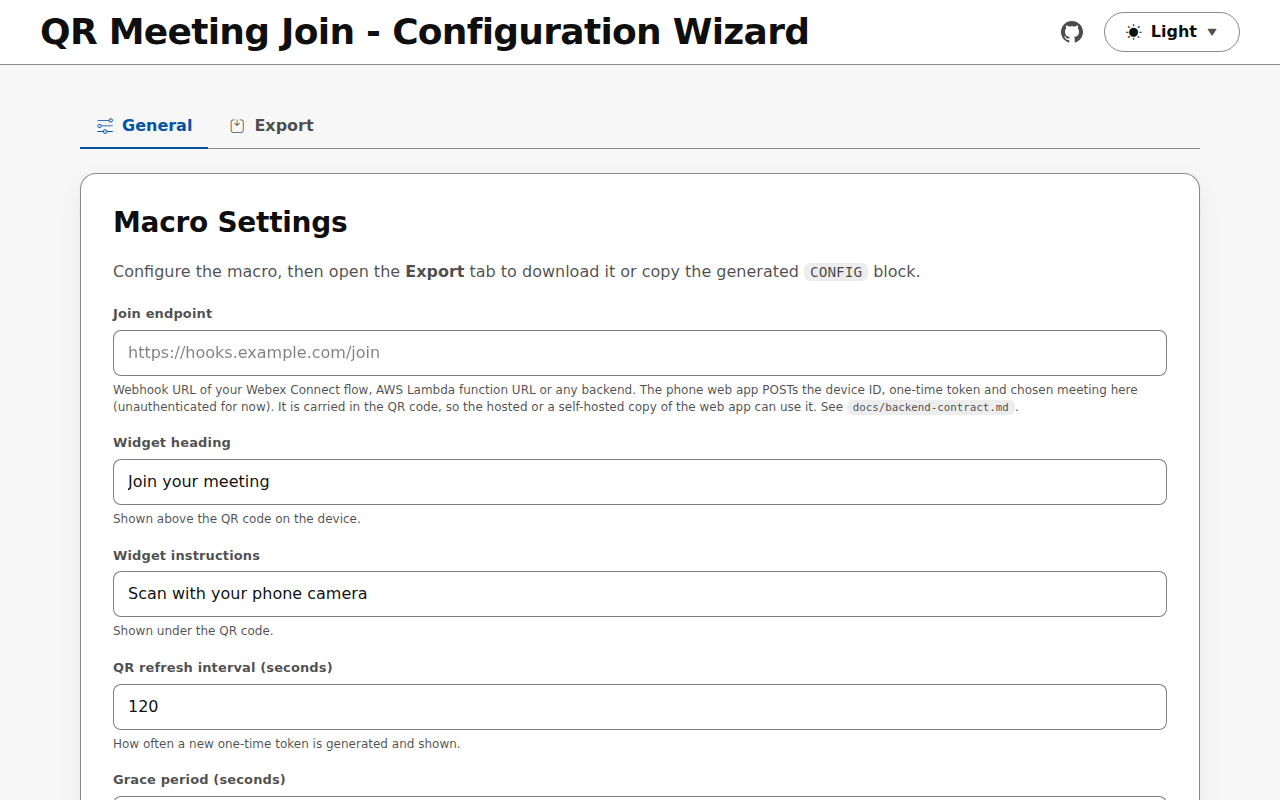 QR Meeting Join - Configuration Wizard
Light
General
Export
Macro Settings
Configure the macro, then open the Export tab to download it or copy the generated CONFIG block.
Join endpoint
https://hooks.example.com/join
Webhook URL of your Webex Connect flow, AWS Lambda function URL or any backend. The phone web app POSTs the device ID, one-time token and chosen meeting here
(unauthenticated for now). It is carried in the QR code, so the hosted or a self-hosted copy of the web app can use it. See docs/backend-contract.md.
Widget heading
Join your meeting
Shown above the QR code on the device.
Widget instructions
Scan with your phone camera
Shown under the QR code.
QR refresh interval (seconds)
120
How often a new one-time token is generated and shown.
Grace period (seconds)